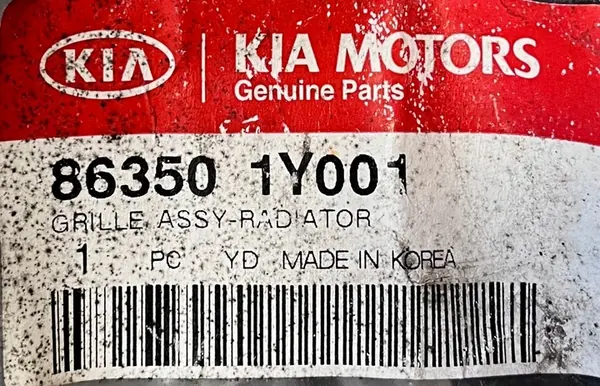 KIA KIA MOTORS
Genuine Parts
86350 1Y001
GRILLE ASSY-RADIATOR
1 PC YD MADE IN KOREA